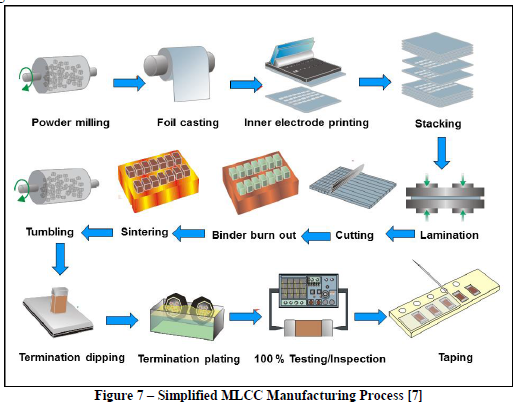 Powder milling
Foil casting
Inner electrode printing
Stacking
Lamination
Cutting
Binder burn out
Sintering
Tumbling
Termination dipping
Termination plating
100 % Testing/Inspection
Taping
Figure 7 – Simplified MLCC Manufacturing Process [7]